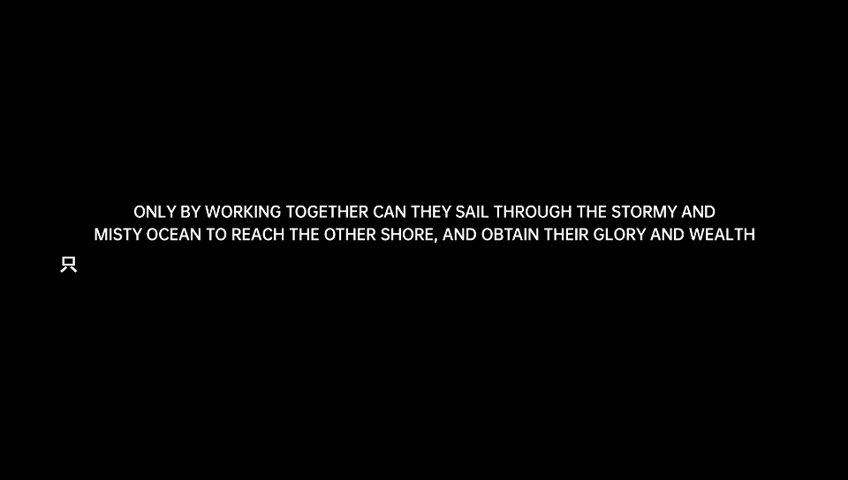 ONLY BY WORKING TOGETHER CAN THEY SAIL THROUGH THE STORMY AND
MISTY OCEAN TO REACH THE OTHER SHORE, AND OBTAIN THEIR GLORY AND WEALTH
只